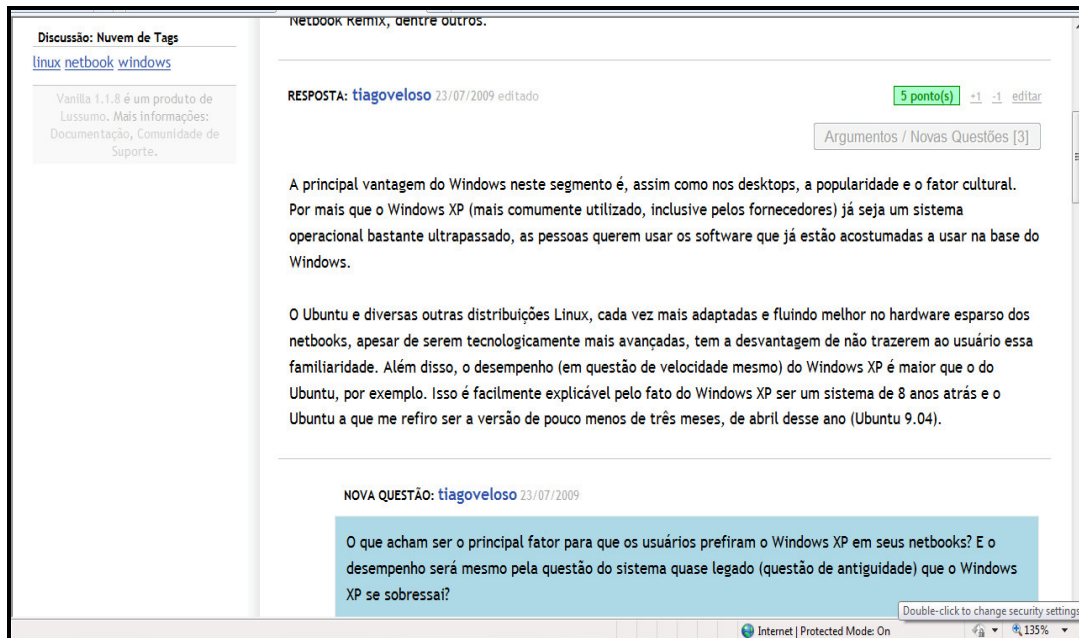 Discussão: Nuvem de Tags
linux netbook windows
Vanilla 1.1.8 é um produto de
Lussumo. Mais informações:
Documentação, Comunidade de
Suporte.
Netbook Remix, dentre outros.
RESPOSTA: tiagoveloso 23/07/2009 editado
5 ponto(s) +1 -1 editar
Argumentos / Novas Questões [3]
A principal vantagem do Windows neste segmento é, assim como nos desktops, a popularidade e o fator cultural.
Por mais que o Windows XP (mais comumente utilizado, inclusive pelos fornecedores) já seja um sistema
operacional bastante ultrapassado, as pessoas querem usar os software que já estão acostumadas a usar na base do
Windows.
O Ubuntu e diversas outras distribuições Linux, cada vez mais adaptadas e fluindo melhor no hardware esparso dos
netbooks, apesar de serem tecnologicamente mais avançadas, tem a desvantagem de não trazerem ao usuário essa
familiaridade. Além disso, o desempenho (em questão de velocidade mesmo) do Windows XP é maior que o do
Ubuntu, por exemplo. Isso é facilmente explicável pelo fato do Windows XP ser um sistema de 8 anos atrás e o
Ubuntu a que me refiro ser a versão de pouco menos de três meses, de abril desse ano (Ubuntu 9.04).
NOVA QUESTÃO: tiagoveloso 23/07/2009
O que acham ser o principal fator para que os usuários prefiram o Windows XP em seus netbooks? E o
desempenho será mesmo pela questão do sistema quase legado (questão de antiguidade) que o Windows
XP se sobressai?
Double-click to change security settings
Internet | Protected Mode: On
135%